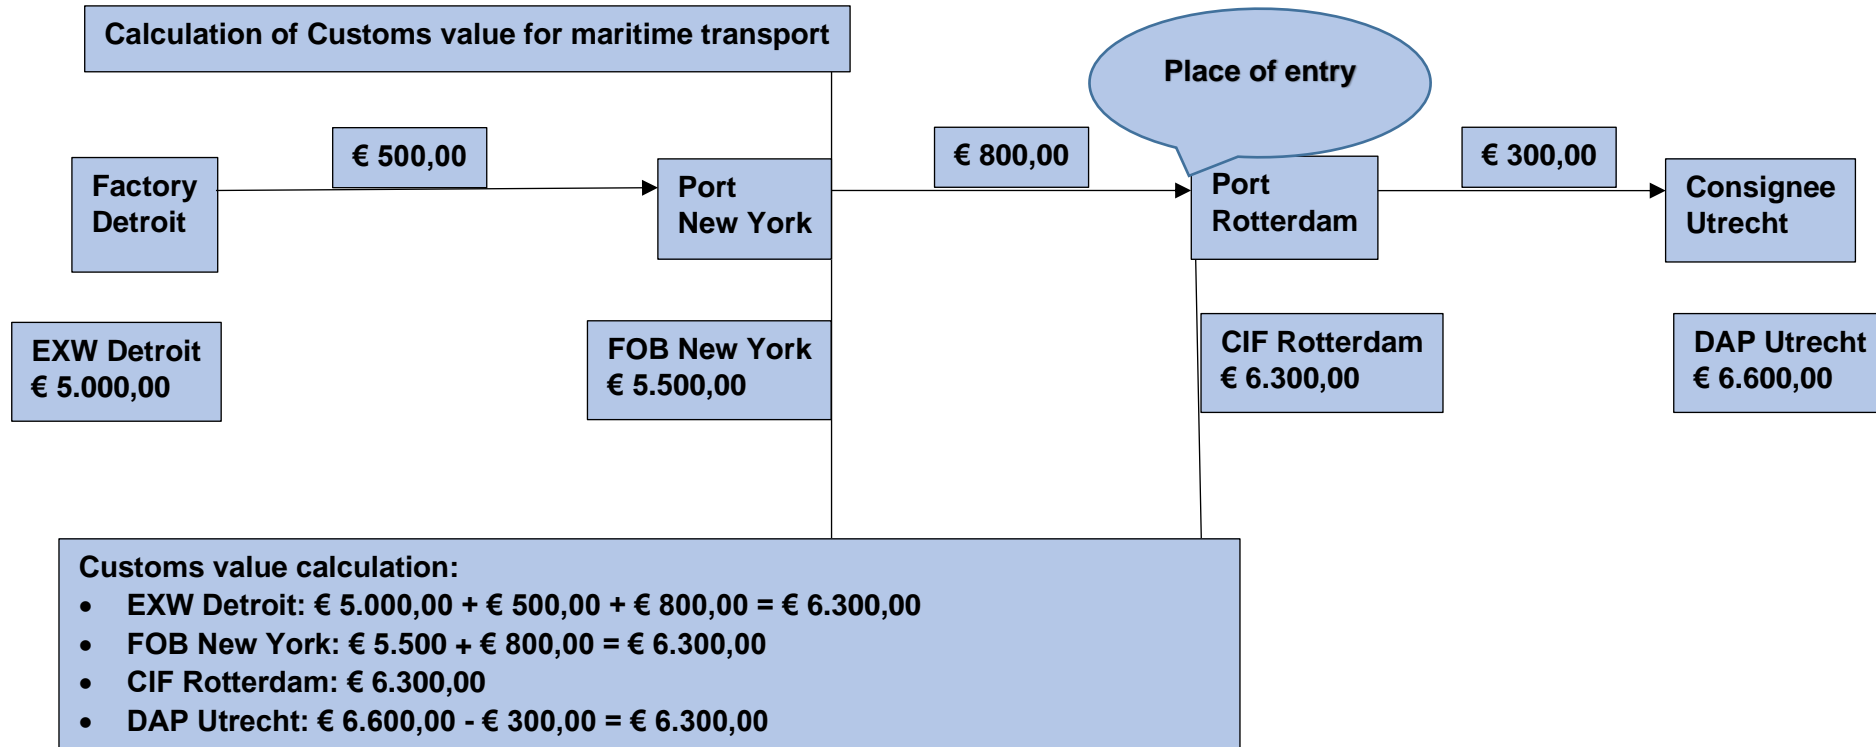 Calculation of Customs value for maritime transport
Place of entry
€ 500,00
€ 800,00
€ 300,00
Factory
Detroit
Port
New York
Port
Rotterdam
Consignee
Utrecht
EXW Detroit
€ 5.000,00
FOB New York
€ 5.500,00
CIF Rotterdam
€ 6.300,00
DAP Utrecht
€ 6.600,00
Customs value calculation:
• EXW Detroit: € 5.000,00 + € 500,00 + € 800,00 = € 6.300,00
• FOB New York: € 5.500 + € 800,00 = € 6.300,00
• CIF Rotterdam: € 6.300,00
• DAP Utrecht: € 6.600,00 - € 300,00 = € 6.300,00